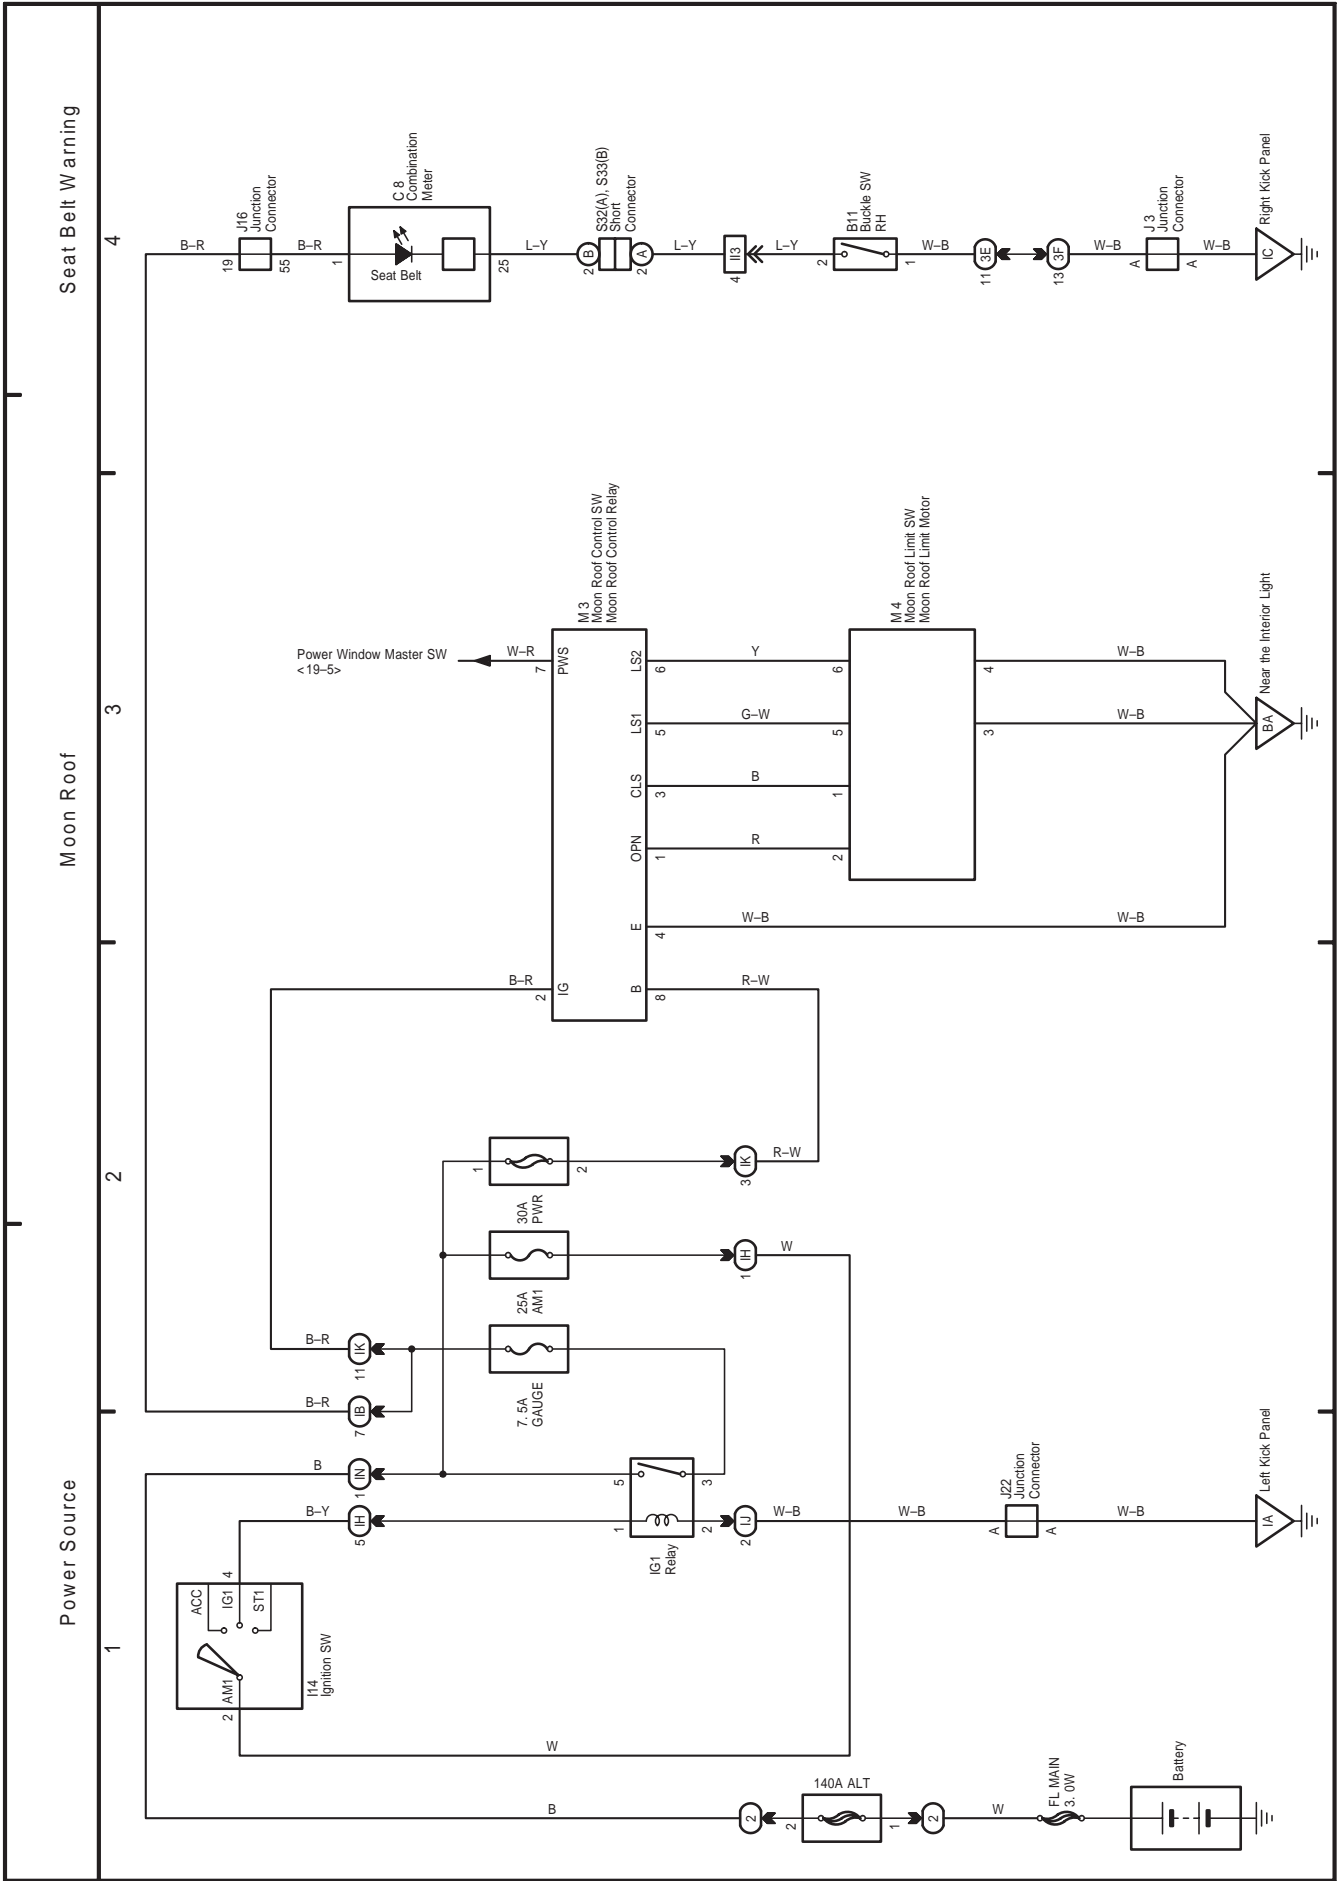 Power Source
Moon Roof
Seat Belt Warning
1
2
3
4
B
2
2
140A ALT
1
2
W
FL MAIN
3. 0W
Battery
2
AM1
ACC
IG1
ST1
4
I14
Ignition SW
W
B–Y
5
IH
B
1
IN
B–R
7
IB
B–R
11
IK
1
5
2
3
IG1
Relay
2
IJ
W–B
W–B
A
J22
Junction
Connector
A
W–B
IA
Left Kick Panel
7. 5A
GAUGE
25A
AM1
1
IH
W
1
30A
PWR
2
3
IK
R–W
B–R
2
IG
Power Window Master SW
<19–5>
W–R
7
PWS
M 3
Moon Roof Control SW
Moon Roof Control Relay
B
E
OPN
CLS
LS1
LS2
8
4
1
3
5
6
R–W
W–B
R
B
G–W
Y
2
1
5
6
M 4
Moon Roof Limit SW
Moon Roof Limit Motor
3
4
W–B
W–B
W–B
BA
Near the Interior Light
B–R
19
J16
Junction
Connector
55
B–R
1
C 8
Combination
Meter
Seat Belt
25
L–Y
2
B
S32(A), S33(B)
Short
Connector
2
A
L–Y
4
II3
L–Y
2
B11
Buckle SW
RH
1
W–B
11
3E
13
3F
W–B
A
J 3
Junction
Connector
A
W–B
IC
Right Kick Panel